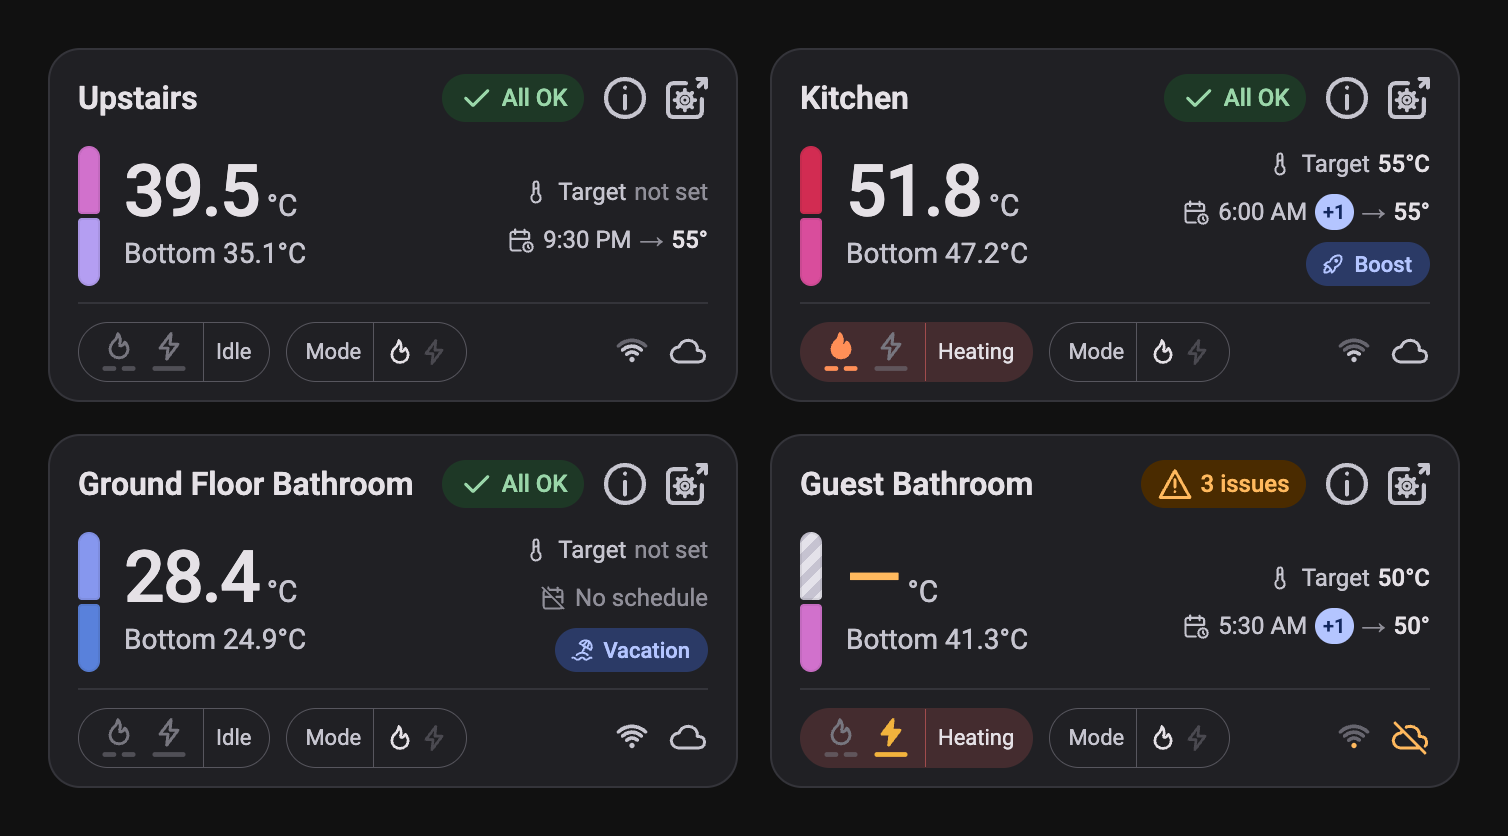 Upstairs
All OK
39.5 °C
Bottom 35.1°C
Target not set
9:30 PM → 55°
Idle
Mode
Kitchen
All OK
51.8 °C
Bottom 47.2°C
Target 55°C
6:00 AM +1 → 55°
Boost
Heating
Mode
Ground Floor Bathroom
All OK
28.4 °C
Bottom 24.9°C
Target not set
No schedule
Vacation
Idle
Mode
Guest Bathroom
3 issues
— °C
Bottom 41.3°C
Target 50°C
5:30 AM +1 → 50°
Heating
Mode